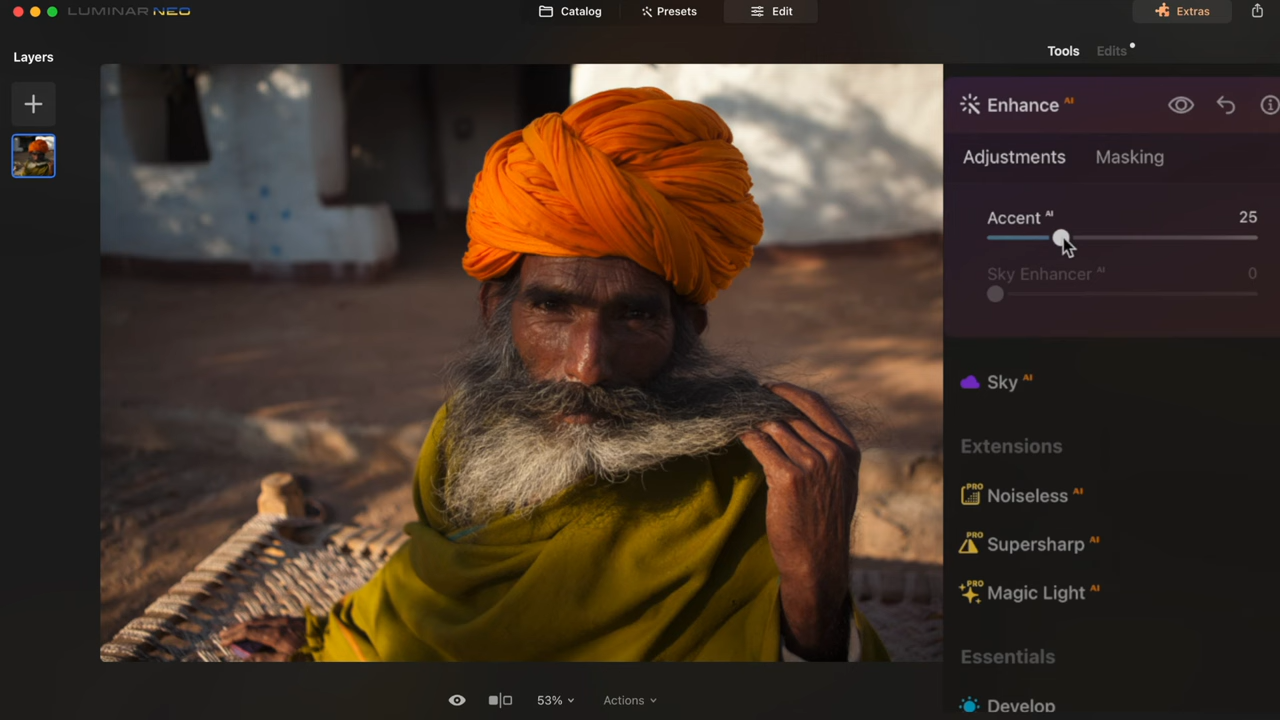 LUMINAR NEO
Catalog
Presets
Edit
Extras
Layers
Tools
Edits
Enhance AI
Adjustments
Masking
Accent AI
25
Sky Enhancer AI
0
Sky AI
Extensions
PRO
Noiseless AI
PRO
Supersharp AI
PRO
Magic Light AI
Essentials
Develop
53%
Actions